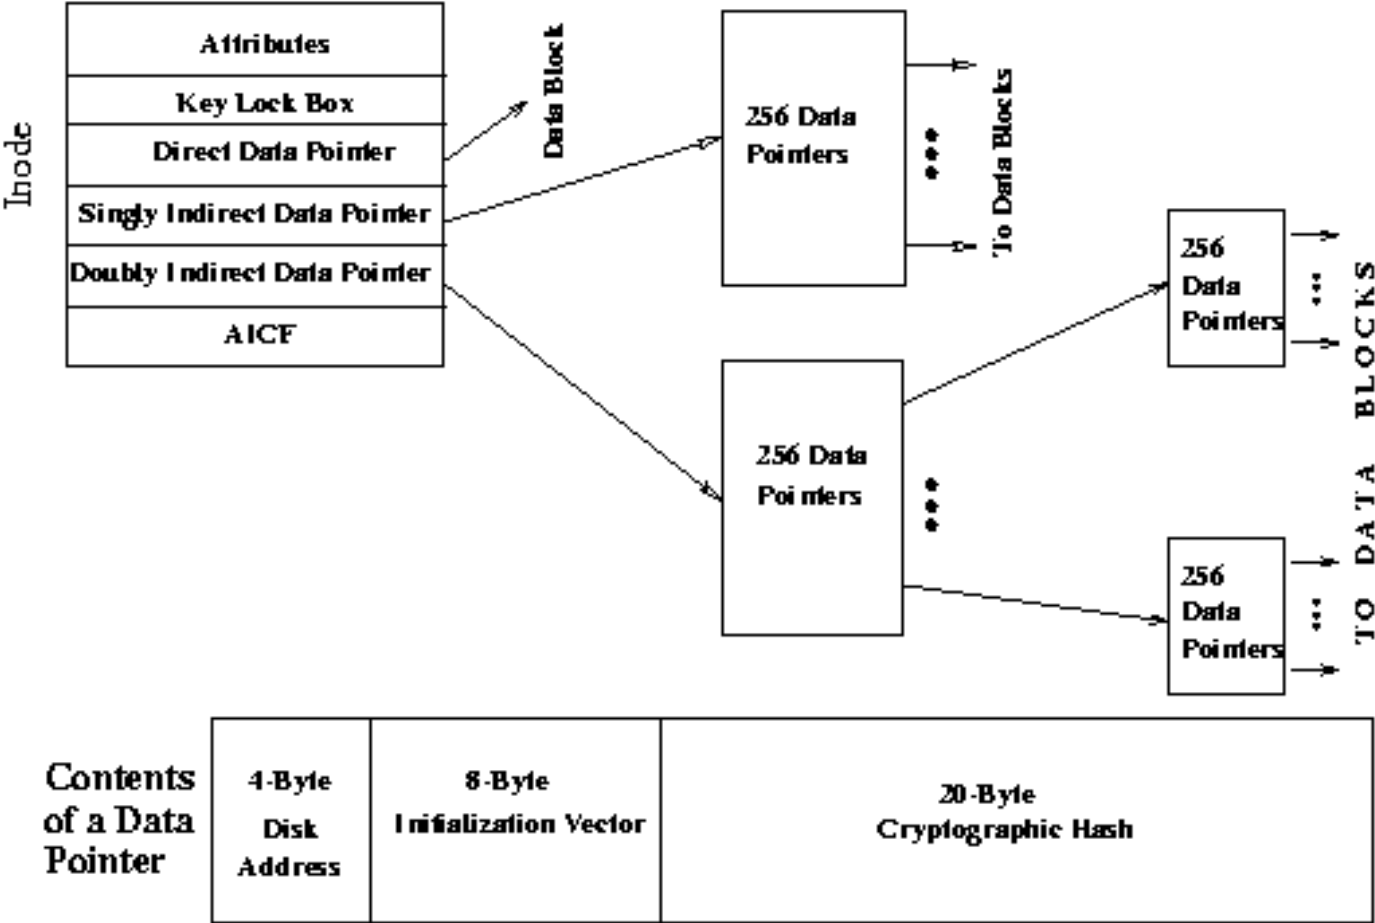 Inode
Attributes
Key Lock Box
Direct Data Pointer
Singly Indirect Data Pointer
Doubly Indirect Data Pointer
AICF
Data Block
256 Data
Pointers
To Data Blocks
256 Data
Pointers
256
Data
Pointers
256
Data
Pointers
TO DATA BLOCKS
Contents
of a Data
Pointer
4-Byte
Disk
Address
8-Byte
Initialization Vector
20-Byte
Cryptographic Hash